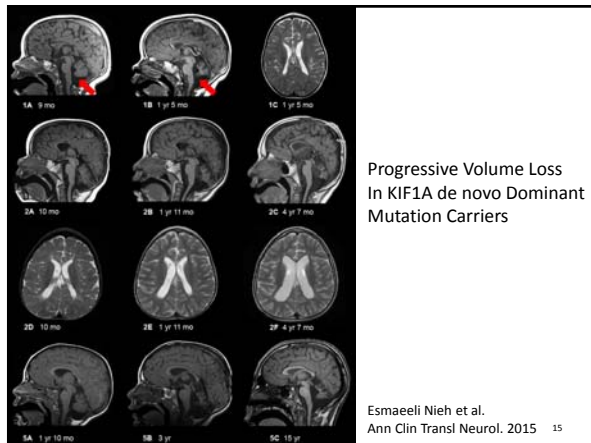 1A 9 mo
1B 1 yr 5 mo
1C 1 yr 5 mo
2A 10 mo
2B 1 yr 11 mo
2C 4 yr 7 mo
2D 10 mo
2E 1 yr 11 mo
2F 4 yr 7 mo
5A 1 yr 10 mo
5B 3 yr
5C 15 yr
Progressive Volume Loss
In KIF1A de novo Dominant
Mutation Carriers
Esmaeeli Nieh et al.
Ann Clin Transl Neurol. 2015 15